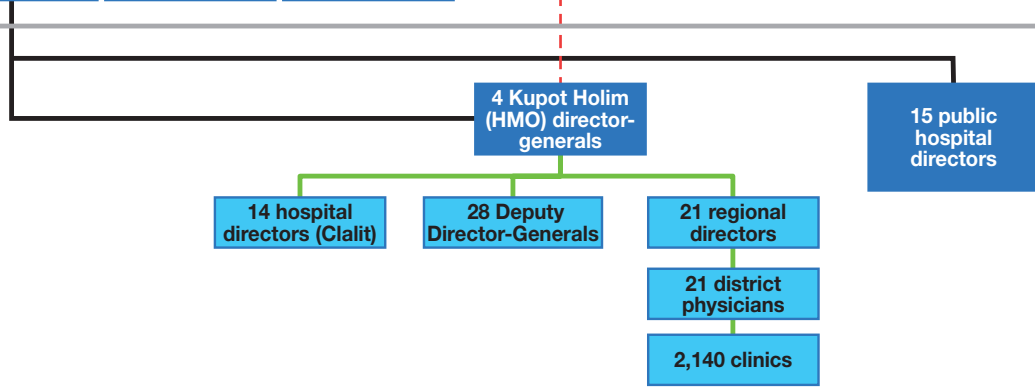 4 Kupot Holim
(HMO) director-
generals
15 public
hospital
directors
14 hospital
directors (Clalit)
28 Deputy
Director-Generals
21 regional
directors
21 district
physicians
2,140 clinics